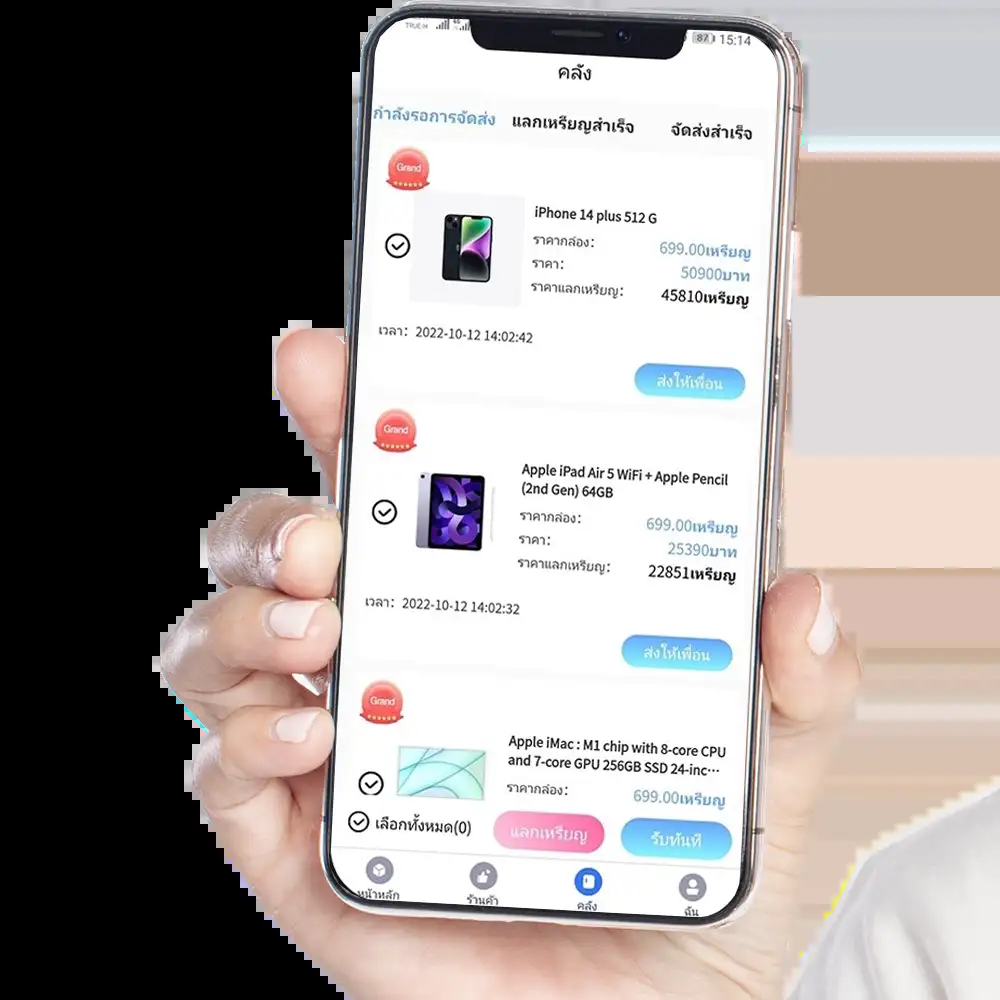 TRUE-H 4G 87 15:14
คลัง
กำลังรอการจัดส่ง แลกเหรียญสำเร็จ จัดส่งสำเร็จ
Grand
iPhone 14 plus 512 G
ราคากล่อง: 699.00เหรียญ
ราคา: 50900บาท
ราคาแลกเหรียญ: 45810เหรียญ
เวลา: 2022-10-12 14:02:42
ส่งให้เพื่อน
Grand
Apple iPad Air 5 WiFi + Apple Pencil
(2nd Gen) 64GB
ราคากล่อง: 699.00เหรียญ
ราคา: 25390บาท
ราคาแลกเหรียญ: 22851เหรียญ
เวลา: 2022-10-12 14:02:32
ส่งให้เพื่อน
Grand
Apple iMac : M1 chip with 8-core CPU
and 7-core GPU 256GB SSD 24-inc...
ราคากล่อง: 699.00เหรียญ
เลือกทั้งหมด(0) แลกเหรียญ รับทันที
หน้าหลัก ร้านค้า คลัง ฉัน